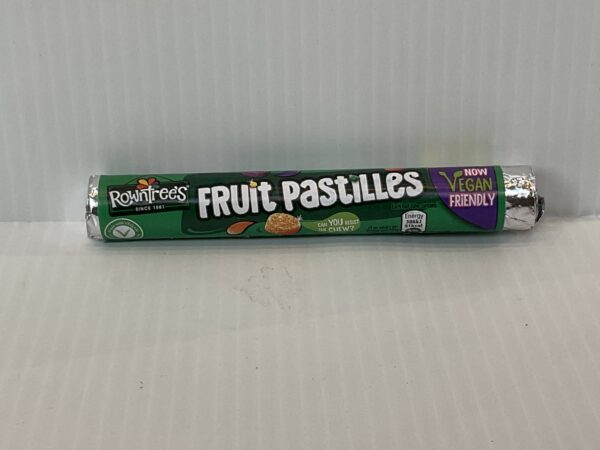 Rowntree's
SINCE 1881
FRUIT PASTILLES
CAN YOU RESIST
THE CHEW?
Energy
NOW
VEGAN
FRIENDLY